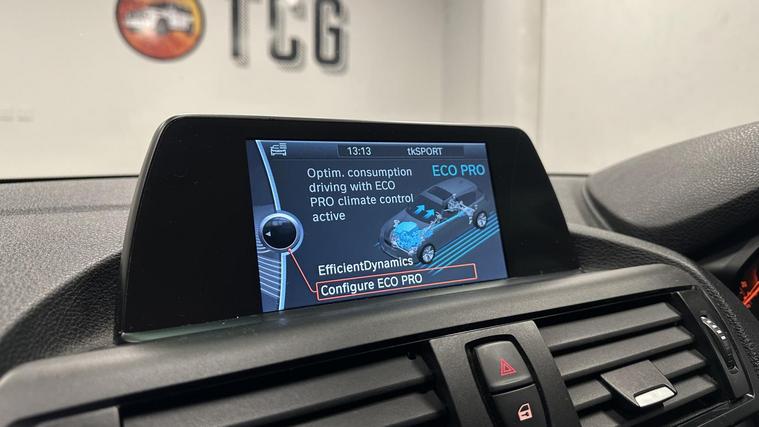 TCG
13:13 tkSPORT
Optim. consumption
driving with ECO
PRO climate control
active
ECO PRO
EfficientDynamics
Configure ECO PRO